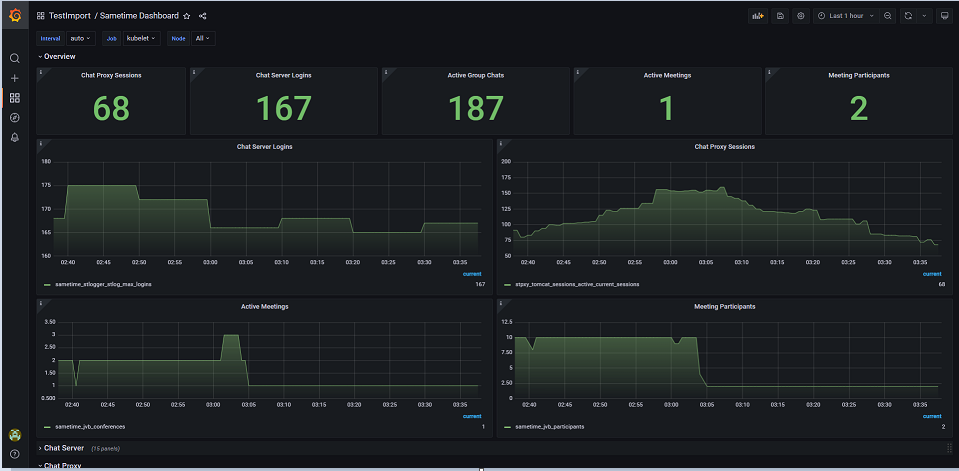 TestImport / Sametime Dashboard
Last 1 hour
Interval auto Job kubelet Node All
Overview
Chat Proxy Sessions Chat Server Logins Active Group Chats Active Meetings Meeting Participants
68 167 187 1 2
Chat Server Logins
180
175
170
165
160
02:40 02:45 02:50 02:55 03:00 03:05 03:10 03:15 03:20 03:25 03:30 03:35
current
sametime_stlogger_stlog_max_logins 167
Chat Proxy Sessions
200
175
150
125
100
75
50
02:40 02:45 02:50 02:55 03:00 03:05 03:10 03:15 03:20 03:25 03:30 03:35
current
stpxy_tomcat_sessions_active_current_sessions 68
Active Meetings
3.50
3
2.50
2
1.50
1
0.500
02:40 02:45 02:50 02:55 03:00 03:05 03:10 03:15 03:20 03:25 03:30 03:35
current
sametime_jvb_conferences 1
Meeting Participants
12.5
10
7.50
5
2.50
0
02:40 02:45 02:50 02:55 03:00 03:05 03:10 03:15 03:20 03:25 03:30 03:35
current
sametime_jvb_participants 2
Chat Server (15 panels)
Chat Proxy